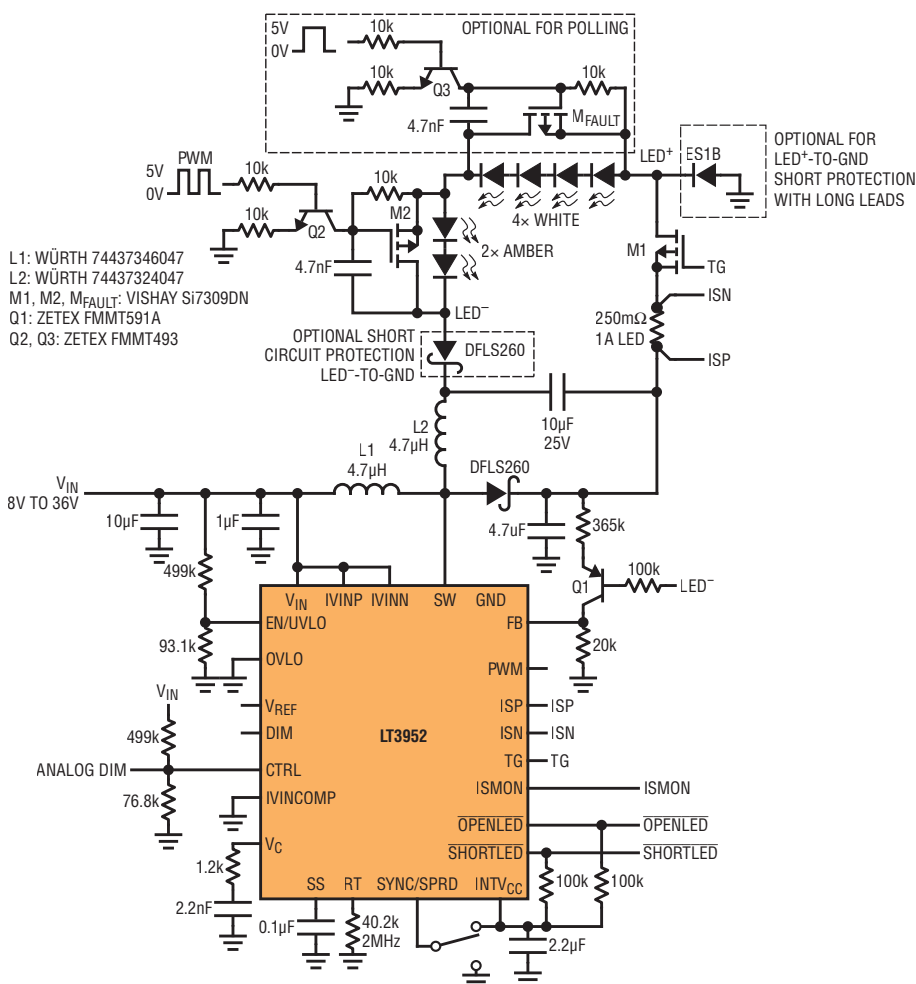 5V
0V
10k
OPTIONAL FOR POLLING
10k
Q3
10k
4.7nF
MFAULT
PWM
5V
0V
10k
10k
Q2
10k
M2
4.7nF
LED+
ES1B
OPTIONAL FOR
LED+-TO-GND
SHORT PROTECTION
WITH LONG LEADS
4× WHITE
2× AMBER
M1
TG
ISN
250mΩ
1A LED
ISP
L1: WÜRTH 74437346047
L2: WÜRTH 74437324047
M1, M2, MFAULT: VISHAY Si7309DN
Q1: ZETEX FMMT591A
Q2, Q3: ZETEX FMMT493
LED–
OPTIONAL SHORT
CIRCUIT PROTECTION
LED–-TO-GND
DFLS260
10µF
25V
L2
4.7µH
L1
4.7µH
DFLS260
VIN
8V TO 36V
10µF
1µF
4.7uF
365k
499k
Q1
100k
LED–
20k
93.1k
VIN
IVINP
IVINN
SW
GND
EN/UVLO
FB
OVLO
PWM
VREF
ISP
ISP
DIM
ISN
ISN
LT3952
TG
TG
VIN
499k
ANALOG DIM
CTRL
ISMON
ISMON
76.8k
IVINCOMP
OPENLED
OPENLED
VC
SHORTLED
SHORTLED
1.2k
2.2nF
SS
RT
SYNC/SPRD
INTVCC
100k
100k
0.1µF
40.2k
2MHz
2.2µF